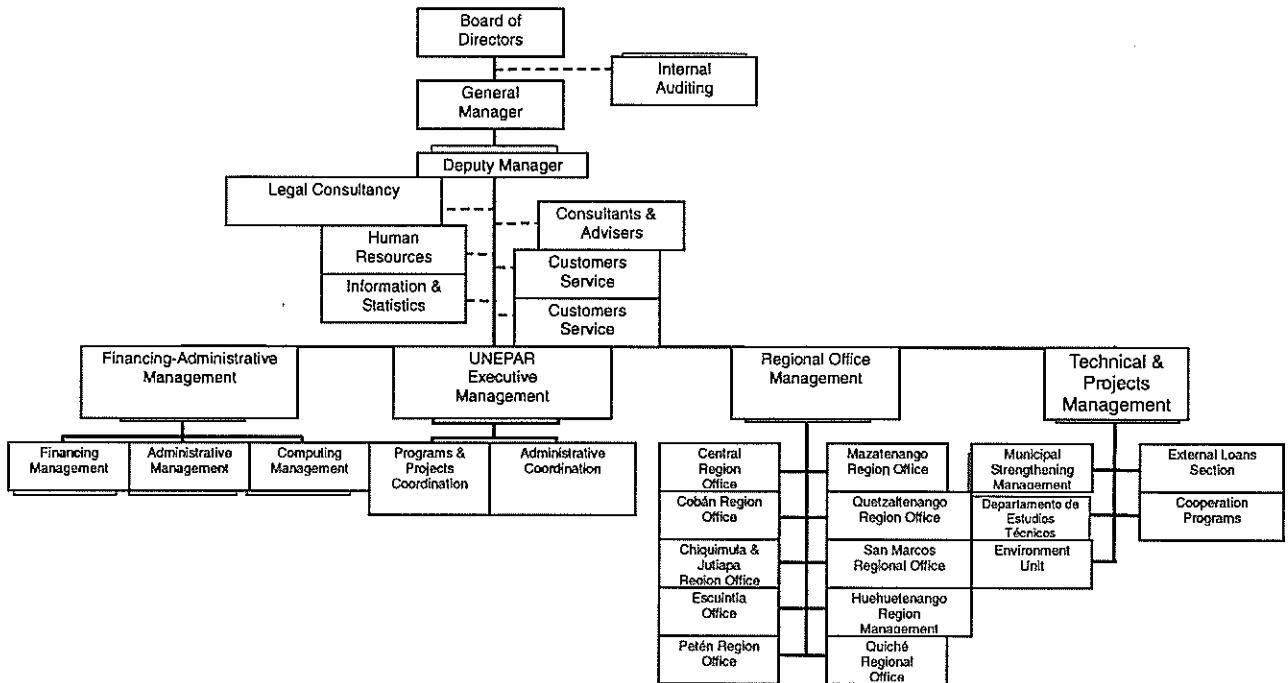 Board of
Directors
Internal
Auditing
General
Manager
Deputy Manager
Legal Consultancy
Consultants &
Advisers
Human
Resources
Customers
Service
Information &
Statistics
Customers
Service
Financing-Administrative
Management
UNEPAR
Executive
Management
Regional Office
Management
Technical &
Projects
Management
Financing
Management
Administrative
Management
Computing
Management
Programs &
Projects
Coordination
Administrative
Coordination
Central
Region
Office
Mazatenango
Region Office
Municipal
Strengthening
Management
External Loans
Section
Cobán Region
Office
Quetzaltenango
Region Office
Departamento de
Estudios
Técnicos
Cooperation
Programs
Chiquimula &
Jutiapa
Region Office
San Marcos
Regional Office
Environment
Unit
Escuintla
Office
Huehuetenango
Region
Management
Petén Region
Office
Quiché
Regional
Office